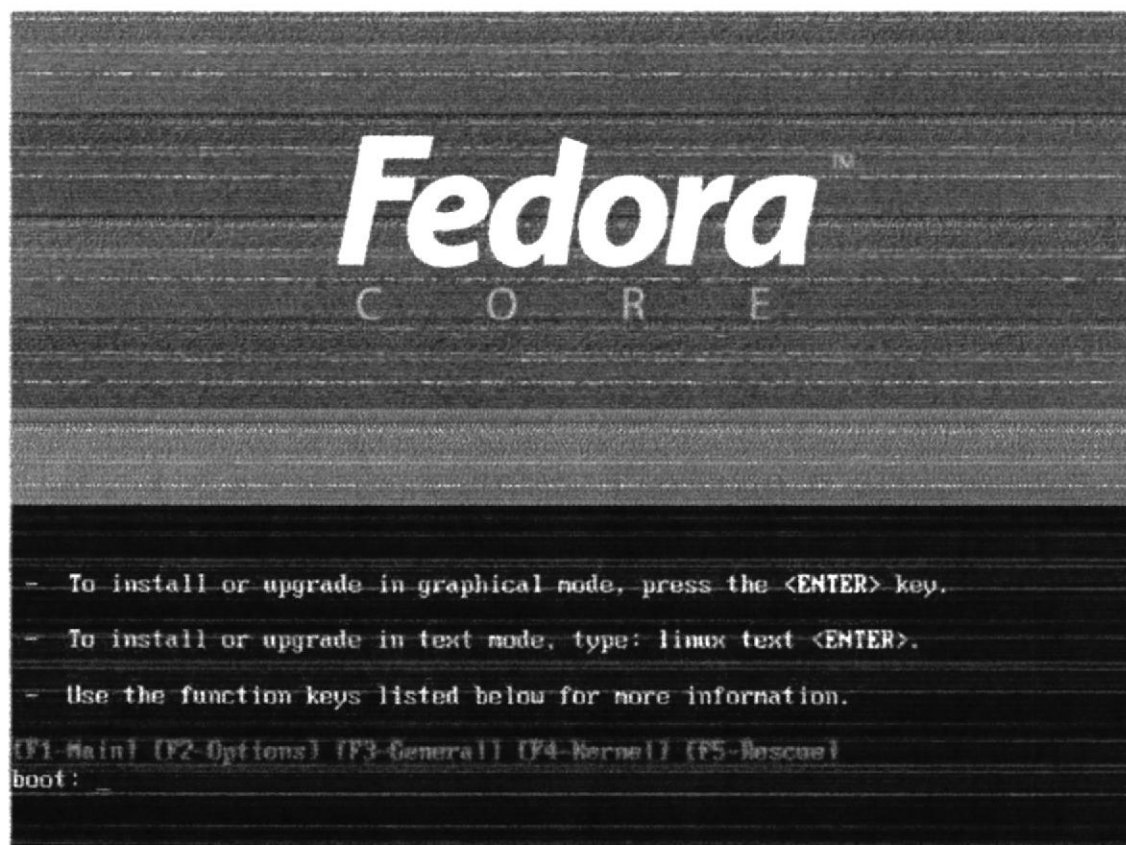 Fedora™
CORE
- To install or upgrade in graphical mode, press the <ENTER> key.
- To install or upgrade in text mode, type: linux text <ENTER>.
- Use the function keys listed below for more information.
[F1-Main] [F2-Options] [F3-General] [F4-Kernel] [F5-Rescue]
boot: _